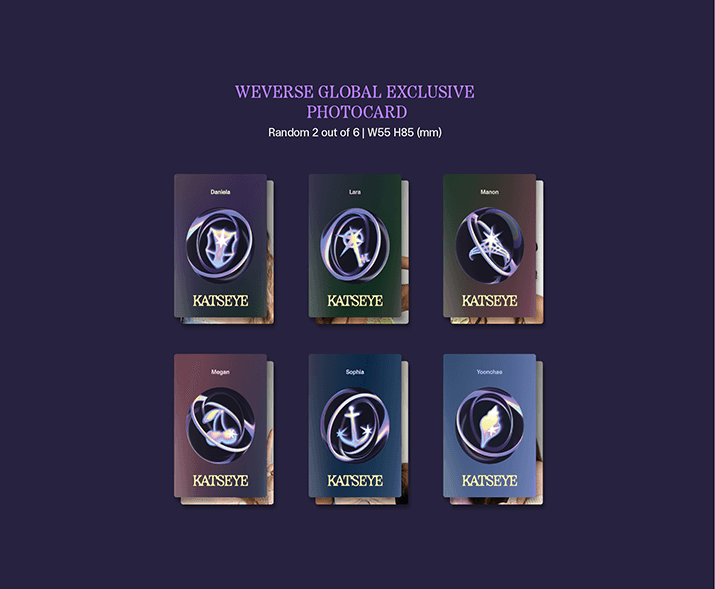 WEVERSE GLOBAL EXCLUSIVE
PHOTOCARD
Random 2 out of 6 | W55 H85 (mm)
Daniela
Lara
Manon
KATSEYE
KATSEYE
KATSEYE
Megan
Sophia
Yoonchae
KATSEYE
KATSEYE
KATSEYE